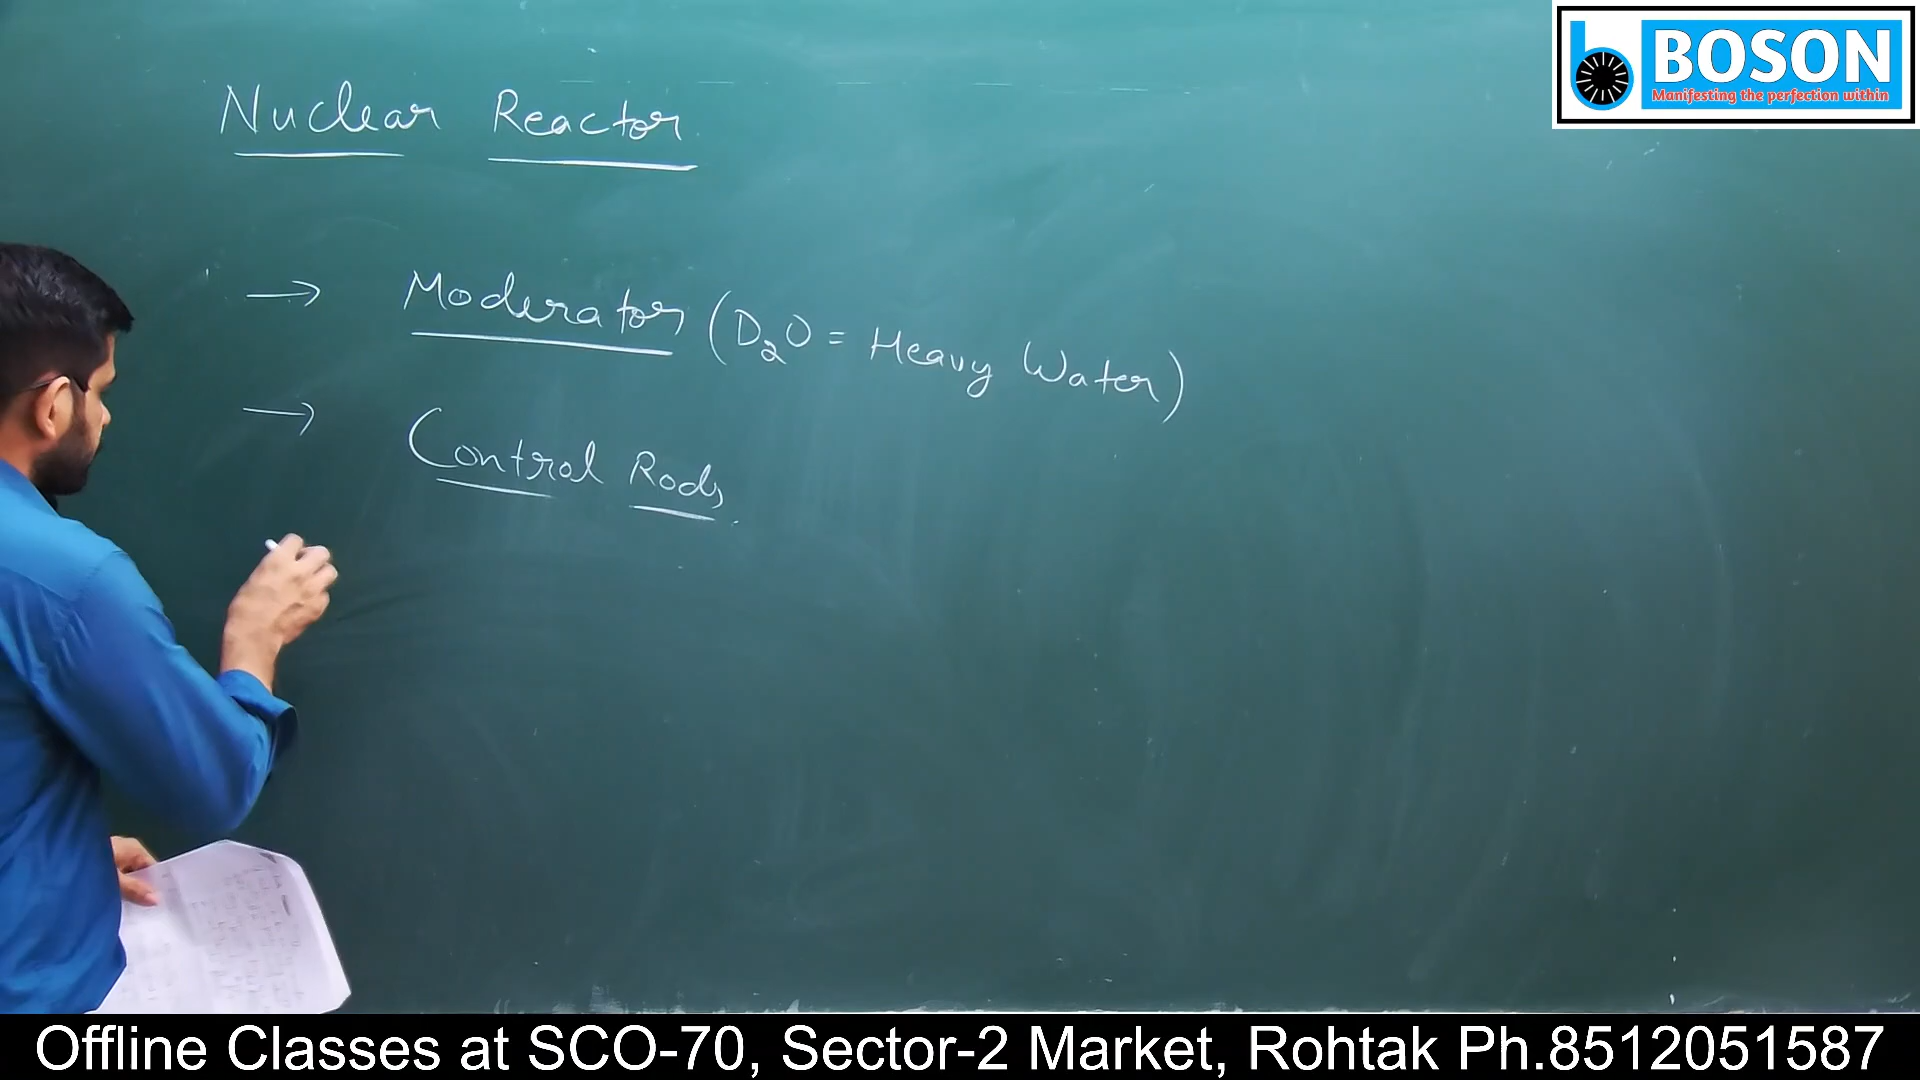 BOSON
Manifesting the perfection within
Nuclear Reactor
→ Moderator (D₂O = Heavy Water)
→ Control Rods
Offline Classes at SCO-70, Sector-2 Market, Rohtak Ph.8512051587